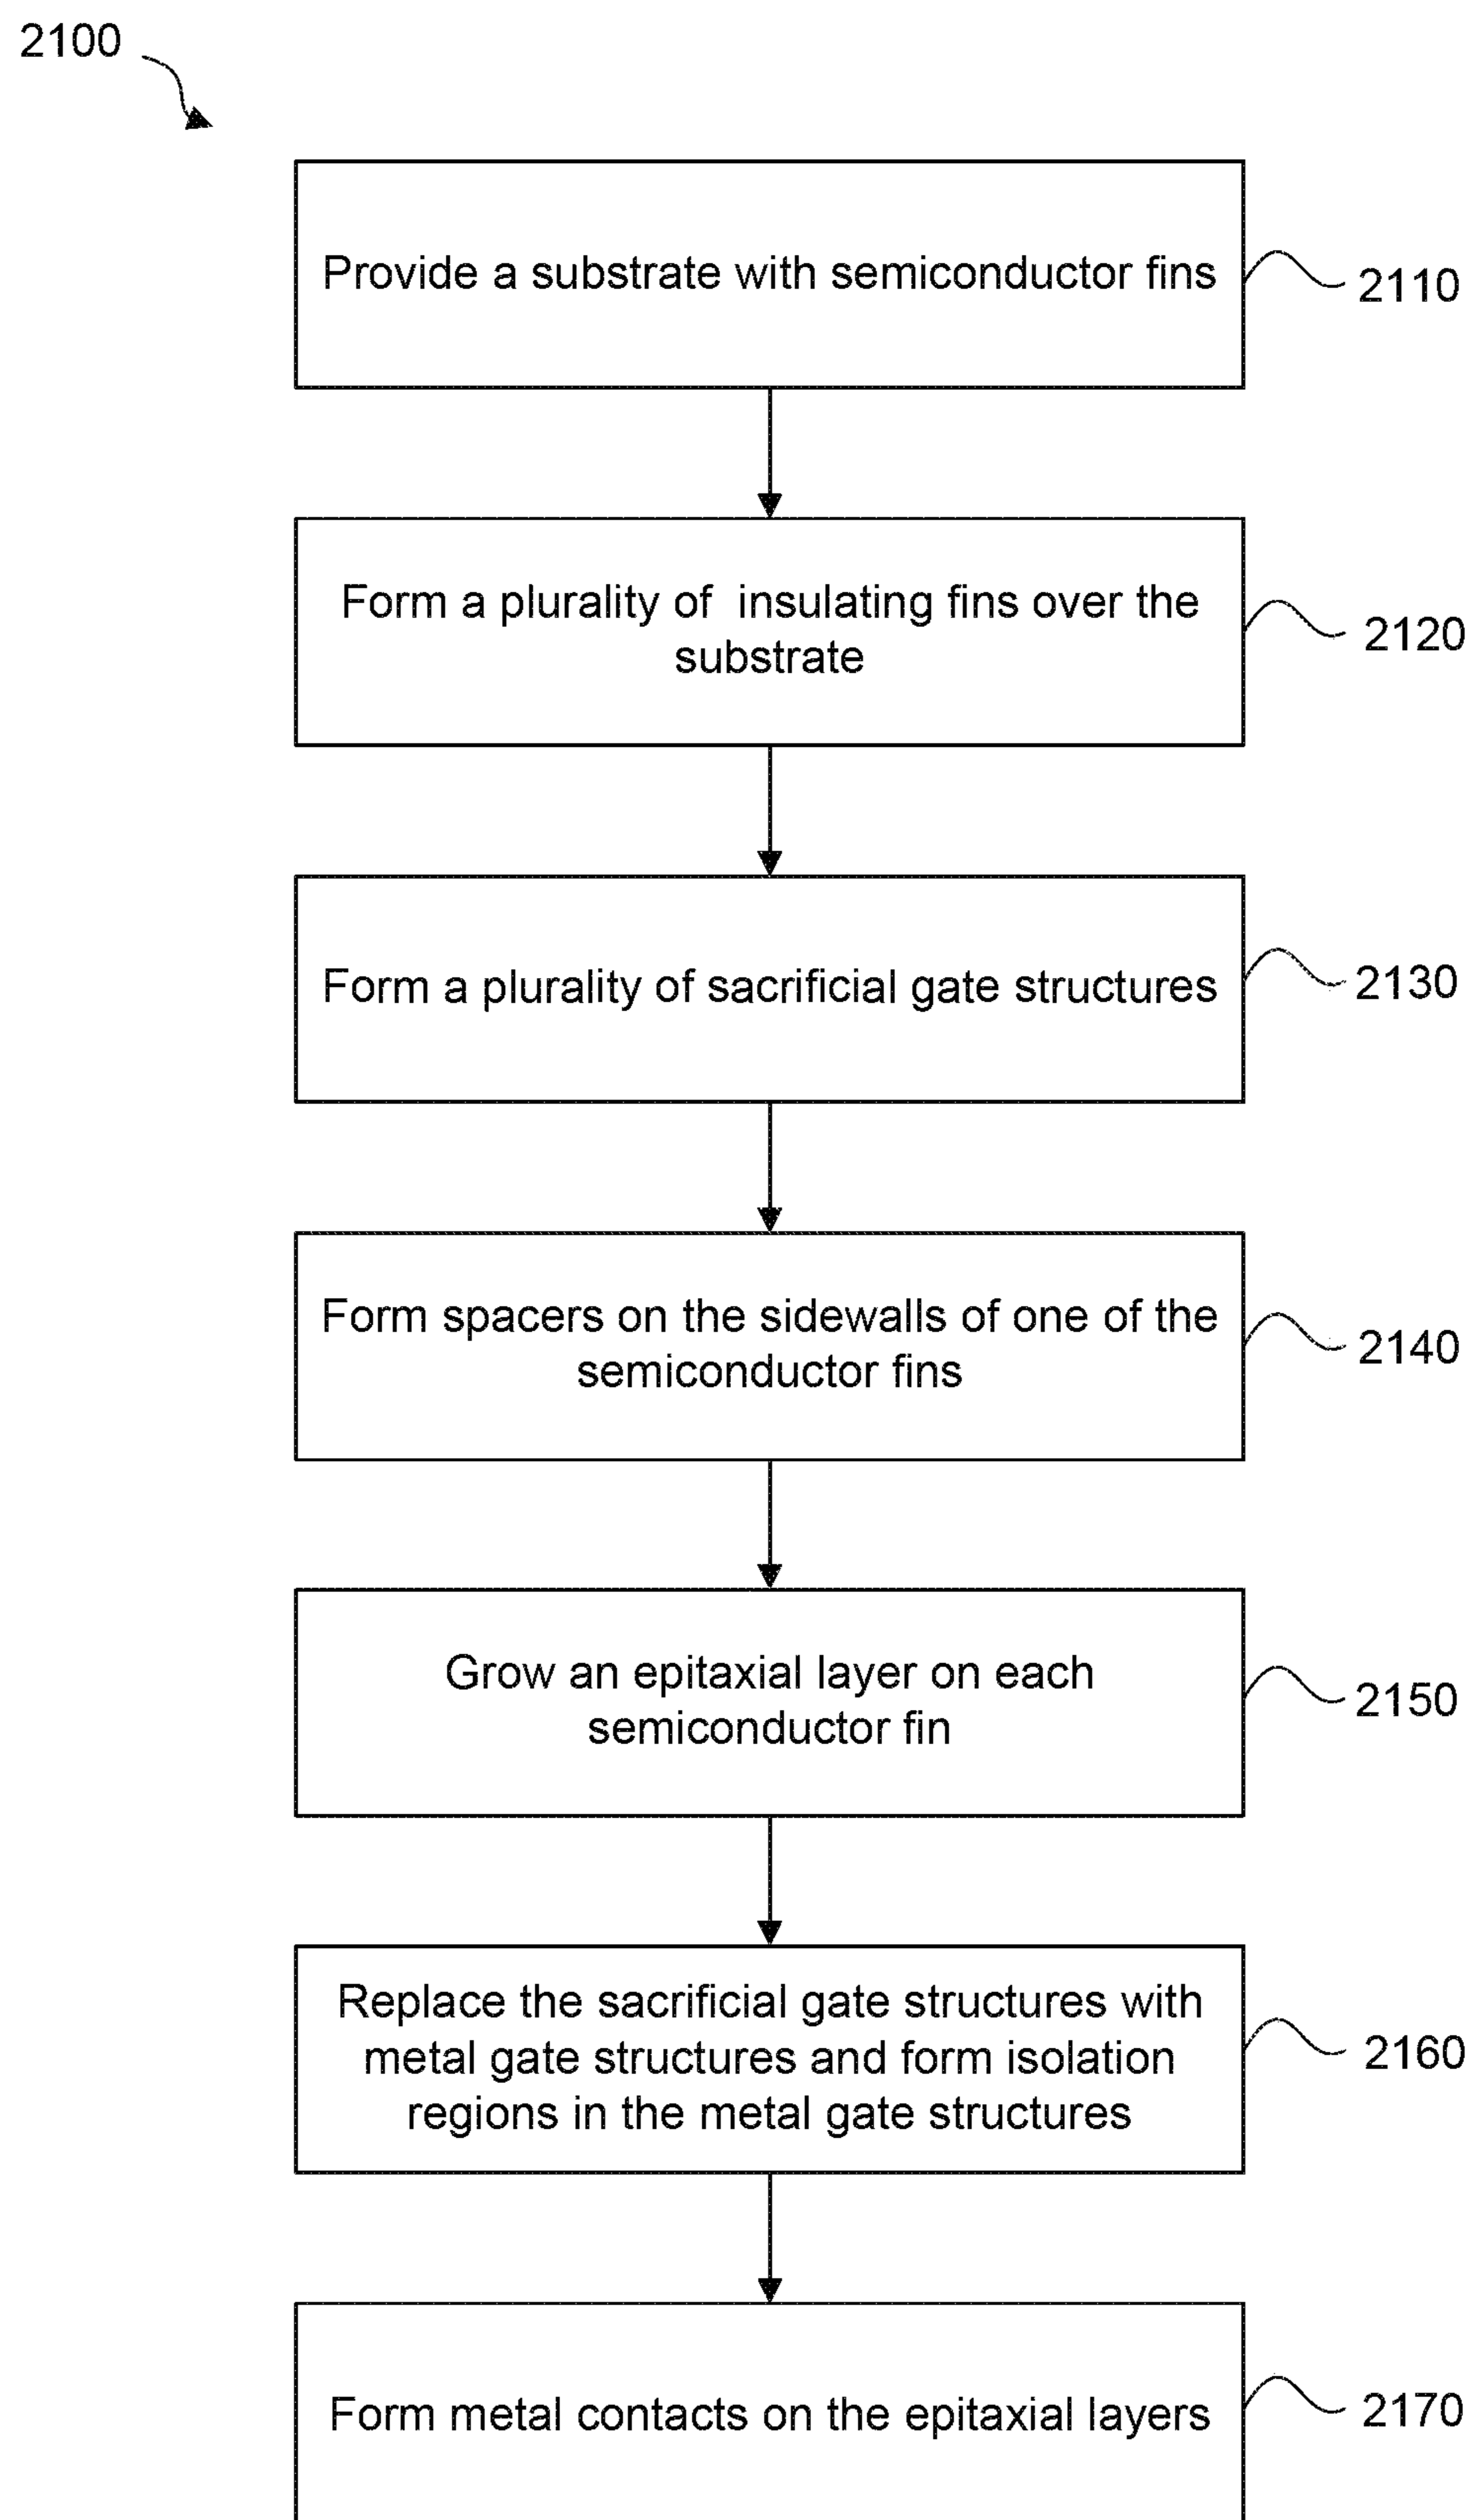 2100
Provide a substrate with semiconductor fins
2110
Form a plurality of  insulating fins over the
substrate
2120
Form a plurality of sacrificial gate structures
2130
Form spacers on the sidewalls of one of the
semiconductor fins
2140
Grow an epitaxial layer on each
semiconductor fin
2150
Replace the sacrificial gate structures with
metal gate structures and form isolation
regions in the metal gate structures
2160
Form metal contacts on the epitaxial layers
2170